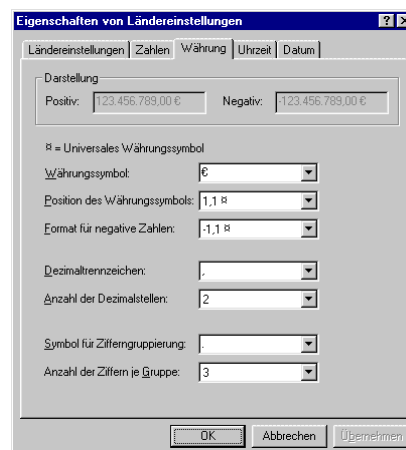 Eigenschaften von Ländereinstellungen
Ländereinstellungen Zahlen Währung Uhrzeit Datum
Darstellung
Positiv: 123.456.789,00 € Negativ: -123.456.789,00 €
¤ = Universales Währungssymbol
Währungssymbol: €
Position des Währungssymbols: 1,1 ¤
Format für negative Zahlen: -1,1 ¤
Dezimaltrennzeichen: ,
Anzahl der Dezimalstellen: 2
Symbol für Zifferngruppierung: .
Anzahl der Ziffern je Gruppe: 3
OK Abbrechen Übernehmen